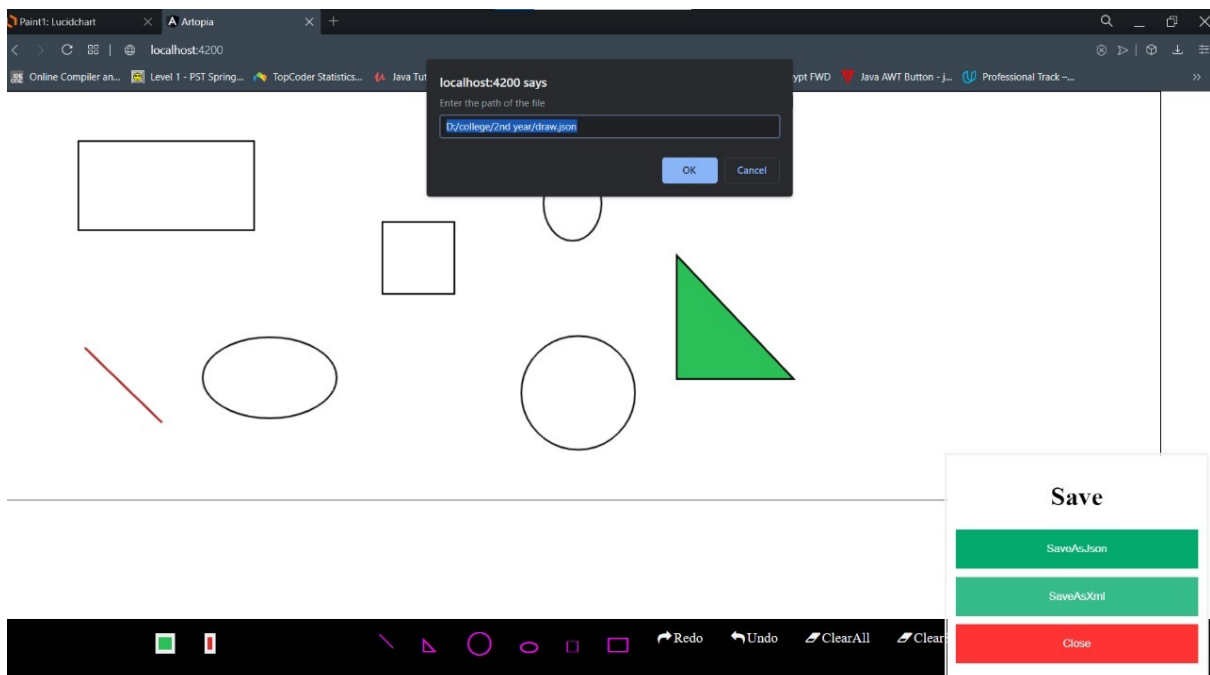 Paint1: Lucidchart
Artopia
localhost:4200
Online Compiler an...
Level 1 - PST Spring...
TopCoder Statistics...
Java Tut
ypt FWD
Java AWT Button - j...
Professional Track –...
localhost:4200 says
Enter the path of the file
D:/college/2nd year/draw.json
OK
Cancel
Save
SaveAsJson
SaveAsXml
Close
Redo
Undo
ClearAll
Clear